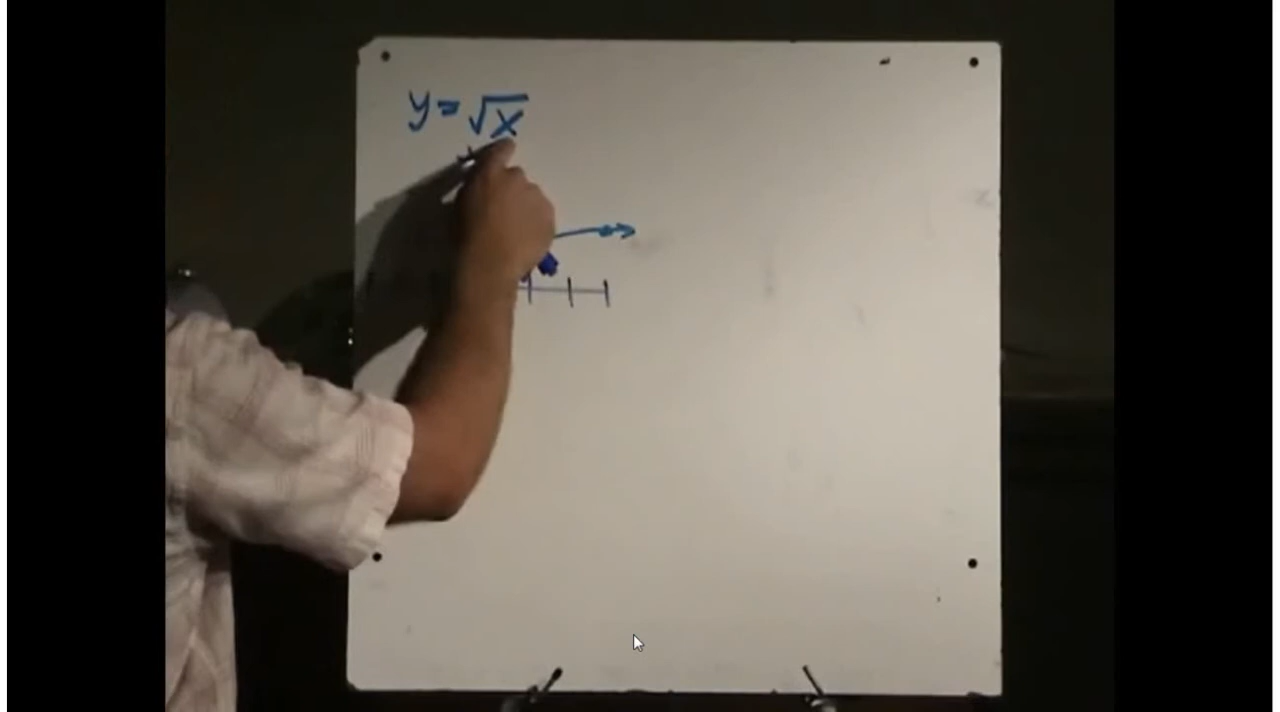 y = √x